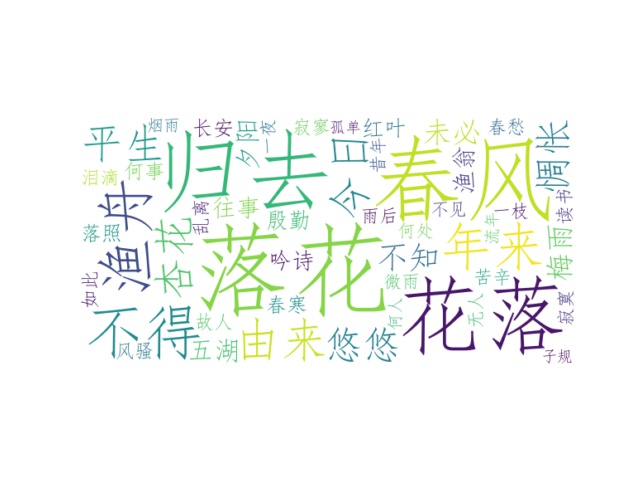 烟雨
长安
一夜
寂寥
孤单
红叶
未必
春愁
平生
夕阳
昔年
渔翁
惆怅
泪滴
何事
归去
今日
春风
读书
渔舟
乱离
往事
殷勤
雨后
不见
一枝
落照
杏花
落花
何处
年来
流年
梅雨
如此
吟诗
不知
微雨
苦辛
春寒
花落
寂寞
不得
故人
何人
无人
风骚
五湖
由来
悠悠
子规